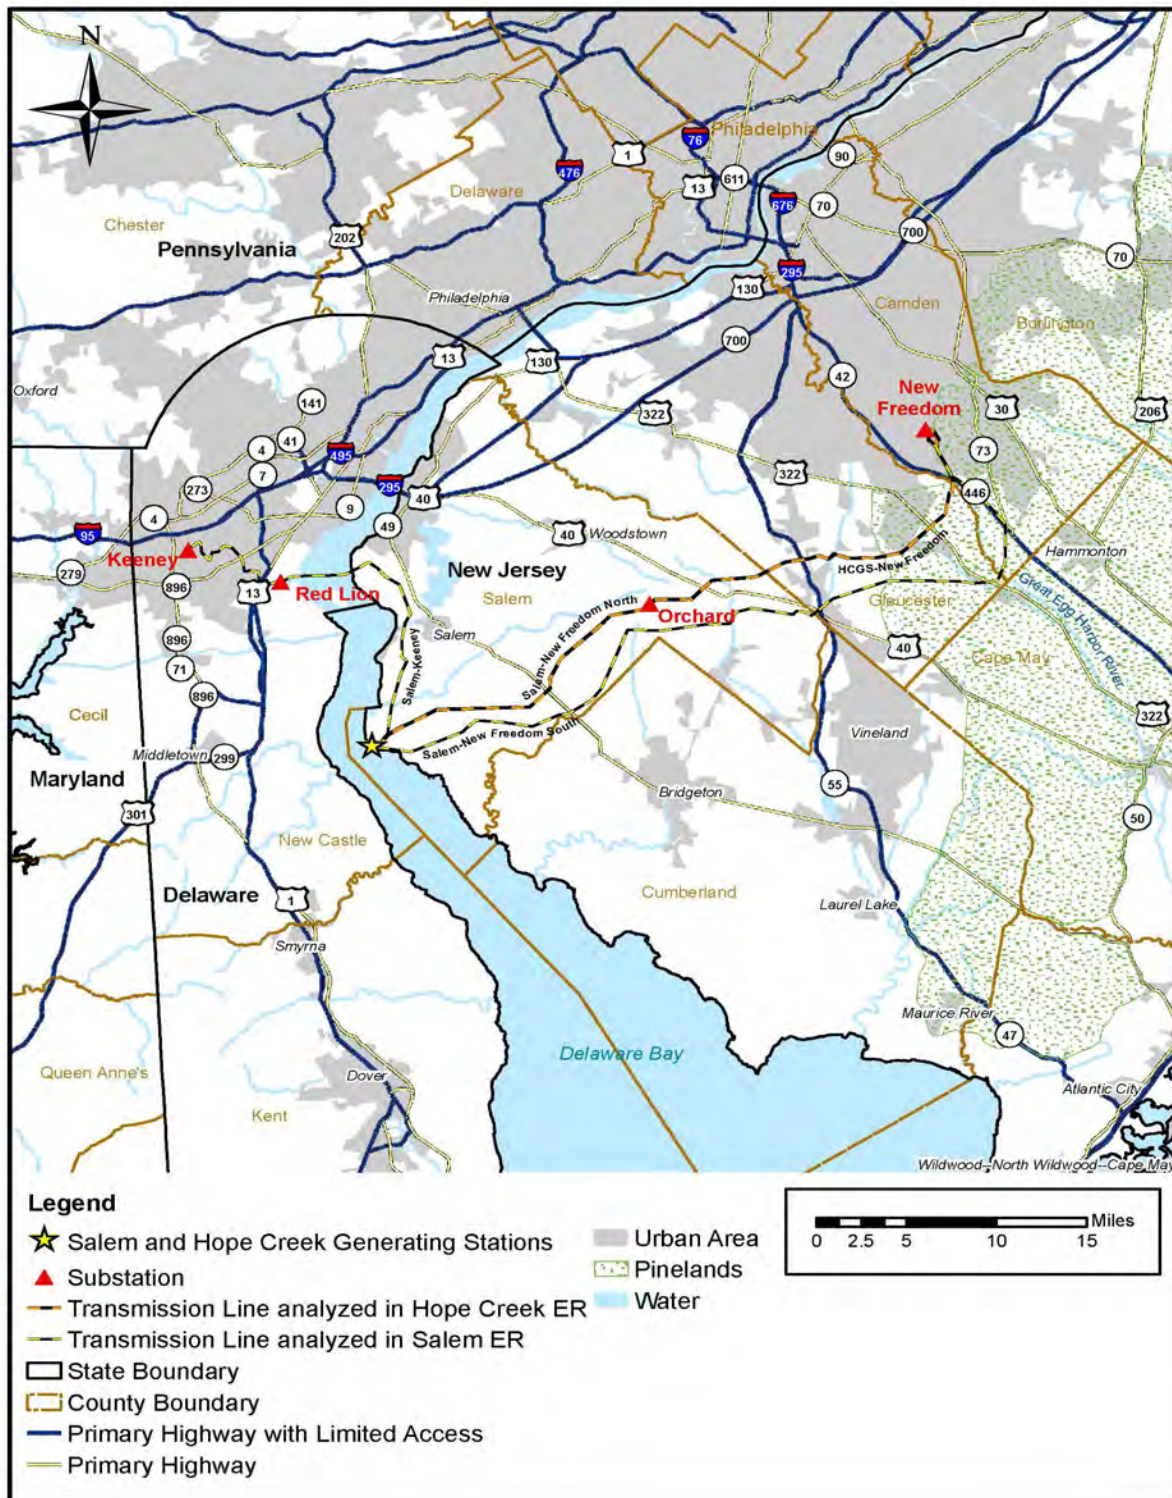 N
Philadelphia
76
1
90
476
611
Delaware
13
676
70
Chester
202
700
Pennsylvania
70
295
130
Philadelphia
Camden
Burlington
13
700
130
42
Oxford
New
Freedom
141
322
30
206
41
4
495
73
7
322
273
295
40
446
9
4
49
95
40
Woodstown
Keeney
HCGS-New Freedom
Hammonton
279
New Jersey
896
13
Red Lion
Salem
Gloucester
Great Egg Harbor River
Salem-New Freedom North
Orchard
896
Salem
40
Salem-Keeney
Cape May
71
896
322
Cecil
Vineland
Middletown
299
Salem-New Freedom South
Maryland
55
Bridgeton
301
50
New Castle
Delaware
Cumberland
1
Laurel Lake
Smyrna
Maurice River
47
Delaware Bay
Queen Anne's
Dover
Atlantic City
Kent
Wildwood--North Wildwood--Cape May
Legend
Salem and Hope Creek Generating Stations
Substation
Transmission Line analyzed in Hope Creek ER
Transmission Line analyzed in Salem ER
State Boundary
County Boundary
Primary Highway with Limited Access
Primary Highway
Urban Area
Pinelands
Water
Miles
0 2.5 5 10 15